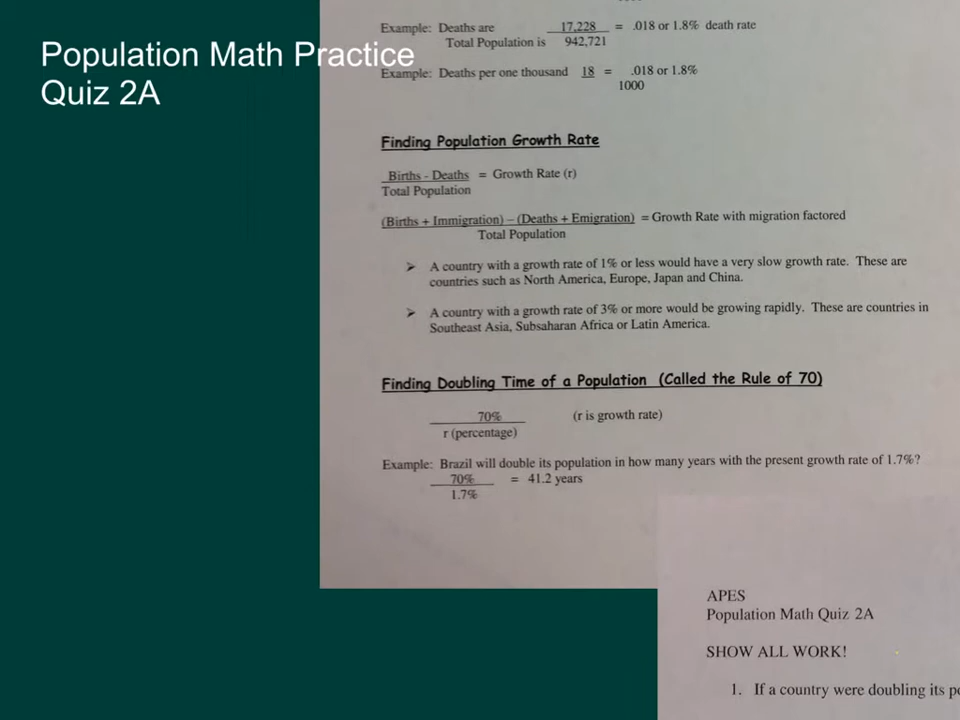 Population Math Practice
Quiz 2A
Example: Deaths are 17,228 = .018 or 1.8% death rate
Total Population is 942,721
Example: Deaths per one thousand 18 = .018 or 1.8%
1000
Finding Population Growth Rate
Births - Deaths = Growth Rate (r)
Total Population
(Births + Immigration) – (Deaths + Emigration) = Growth Rate with migration factored
Total Population
➢ A country with a growth rate of 1% or less would have a very slow growth rate. These are
countries such as North America, Europe, Japan and China.
➢ A country with a growth rate of 3% or more would be growing rapidly. These are countries in
Southeast Asia, Subsaharan Africa or Latin America.
Finding Doubling Time of a Population (Called the Rule of 70)
70% (r is growth rate)
r (percentage)
Example: Brazil will double its population in how many years with the present growth rate of 1.7%?
70% = 41.2 years
1.7%
APES
Population Math Quiz 2A
SHOW ALL WORK!
1. If a country were doubling its